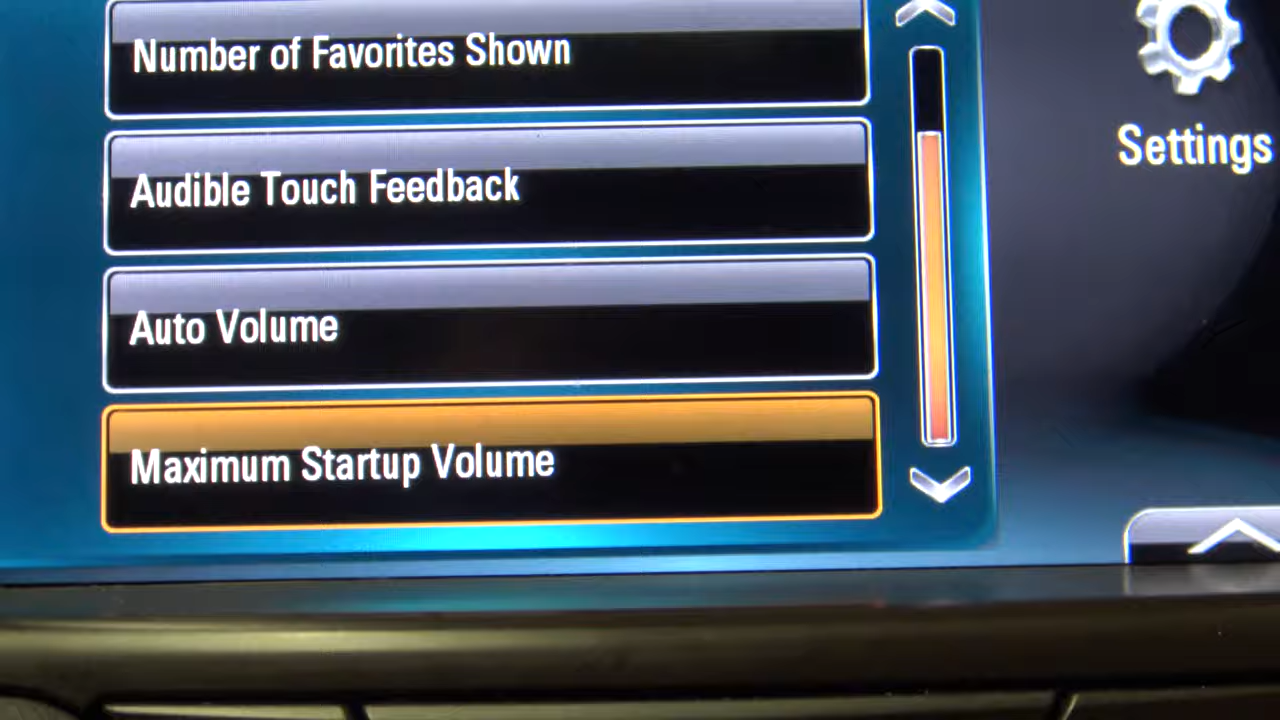 Number of Favorites Shown
Settings
Audible Touch Feedback
Auto Volume
Maximum Startup Volume